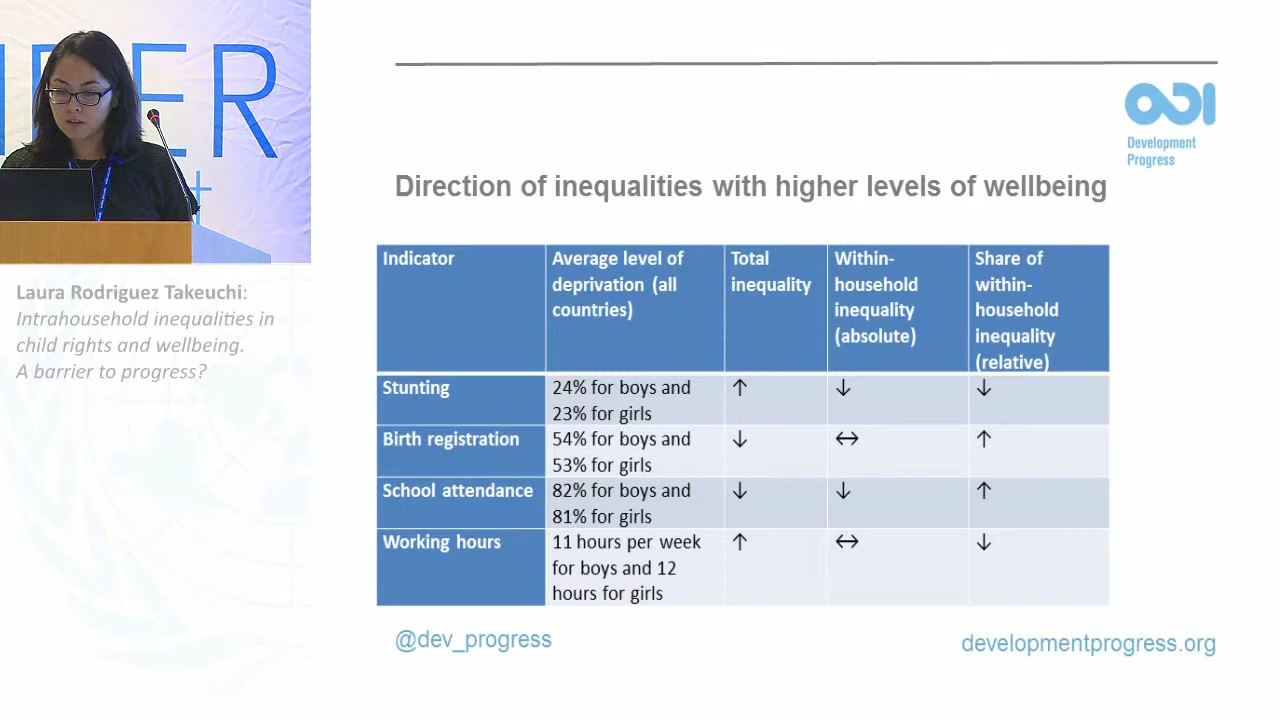 DER
Laura Rodriguez Takeuchi:
Intrahousehold inequalities in
child rights and wellbeing.
A barrier to progress?
ODI
Development
Progress
Direction of inequalities with higher levels of wellbeing
Indicator
Average level of
deprivation (all
countries)
Total
inequality
Within-
household
inequality
(absolute)
Share of
within-
household
inequality
(relative)
Stunting
24% for boys and
23% for girls
↑
↓
↓
Birth registration
54% for boys and
53% for girls
↓
↔
↑
School attendance
82% for boys and
81% for girls
↓
↓
↑
Working hours
11 hours per week
for boys and 12
hours for girls
↑
↔
↓
@dev_progress
developmentprogress.org